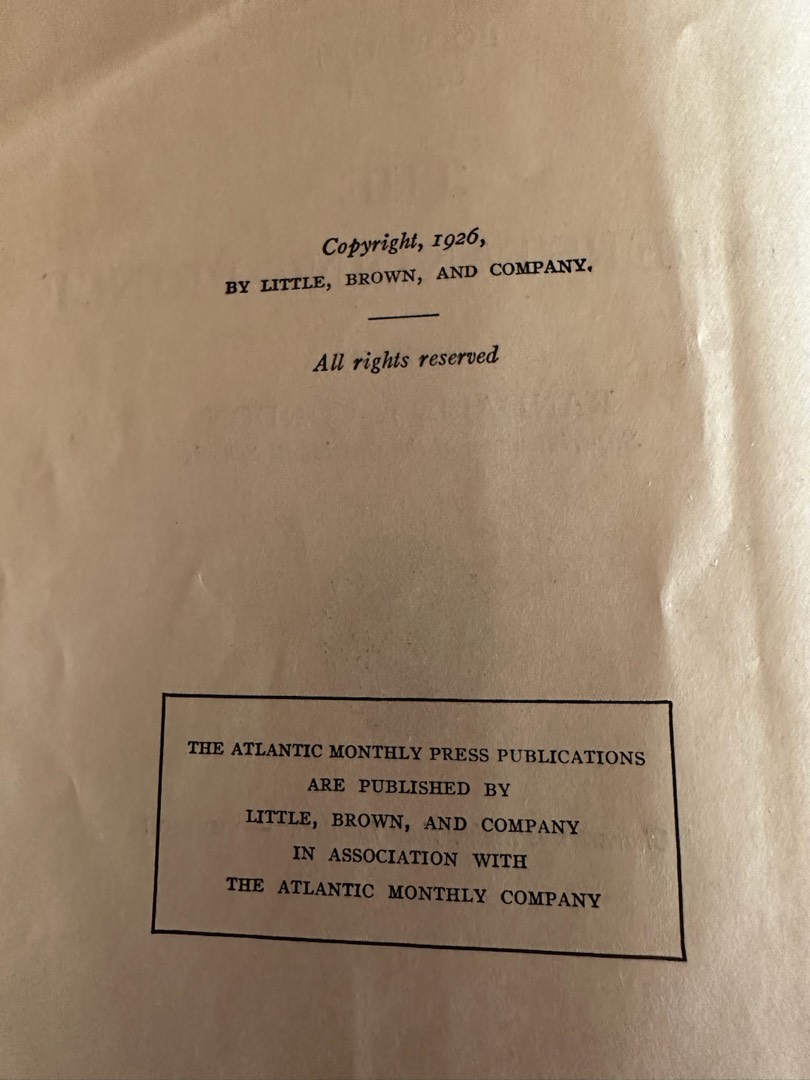 Copyright, 1926,
BY LITTLE, BROWN, AND COMPANY.
All rights reserved
THE ATLANTIC MONTHLY PRESS PUBLICATIONS
ARE PUBLISHED BY
LITTLE, BROWN, AND COMPANY
IN ASSOCIATION WITH
THE ATLANTIC MONTHLY COMPANY